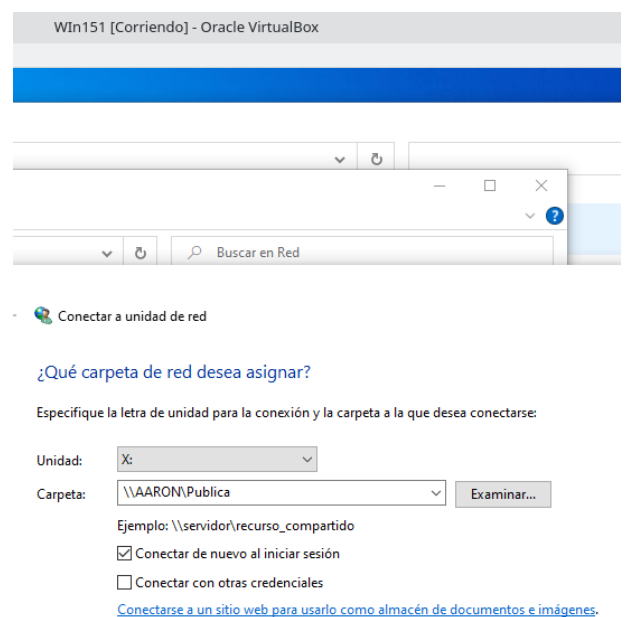 WIn151 [Corriendo] - Oracle VirtualBox
Buscar en Red
Conectar a unidad de red
¿Qué carpeta de red desea asignar?
Especifique la letra de unidad para la conexión y la carpeta a la que desea conectarse:
Unidad: X:
Carpeta: \\AARON\Publica Examinar...
Ejemplo: \\servidor\recurso_compartido
Conectar de nuevo al iniciar sesión
Conectar con otras credenciales
Conectarse a un sitio web para usarlo como almacén de documentos e imágenes.